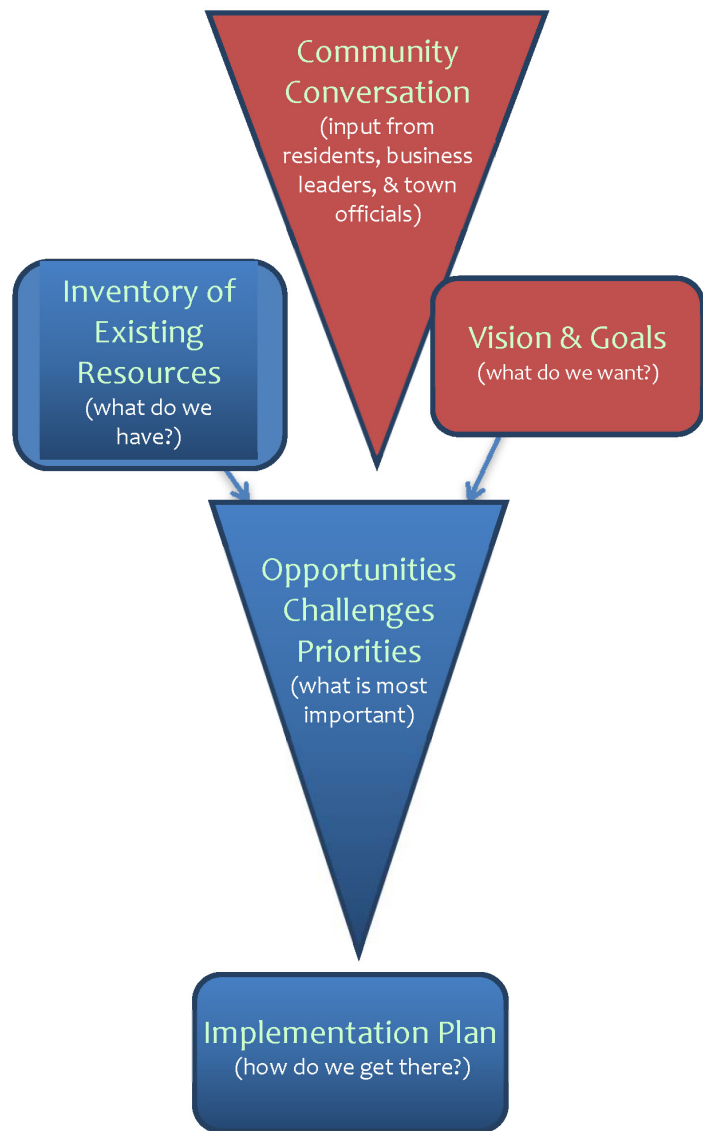 Community
Conversation
(input from
residents, business
leaders, & town
officials)
Inventory of
Existing
Resources
(what do we
have?)
Vision & Goals
(what do we want?)
Opportunities
Challenges
Priorities
(what is most
important)
Implementation Plan
(how do we get there?)